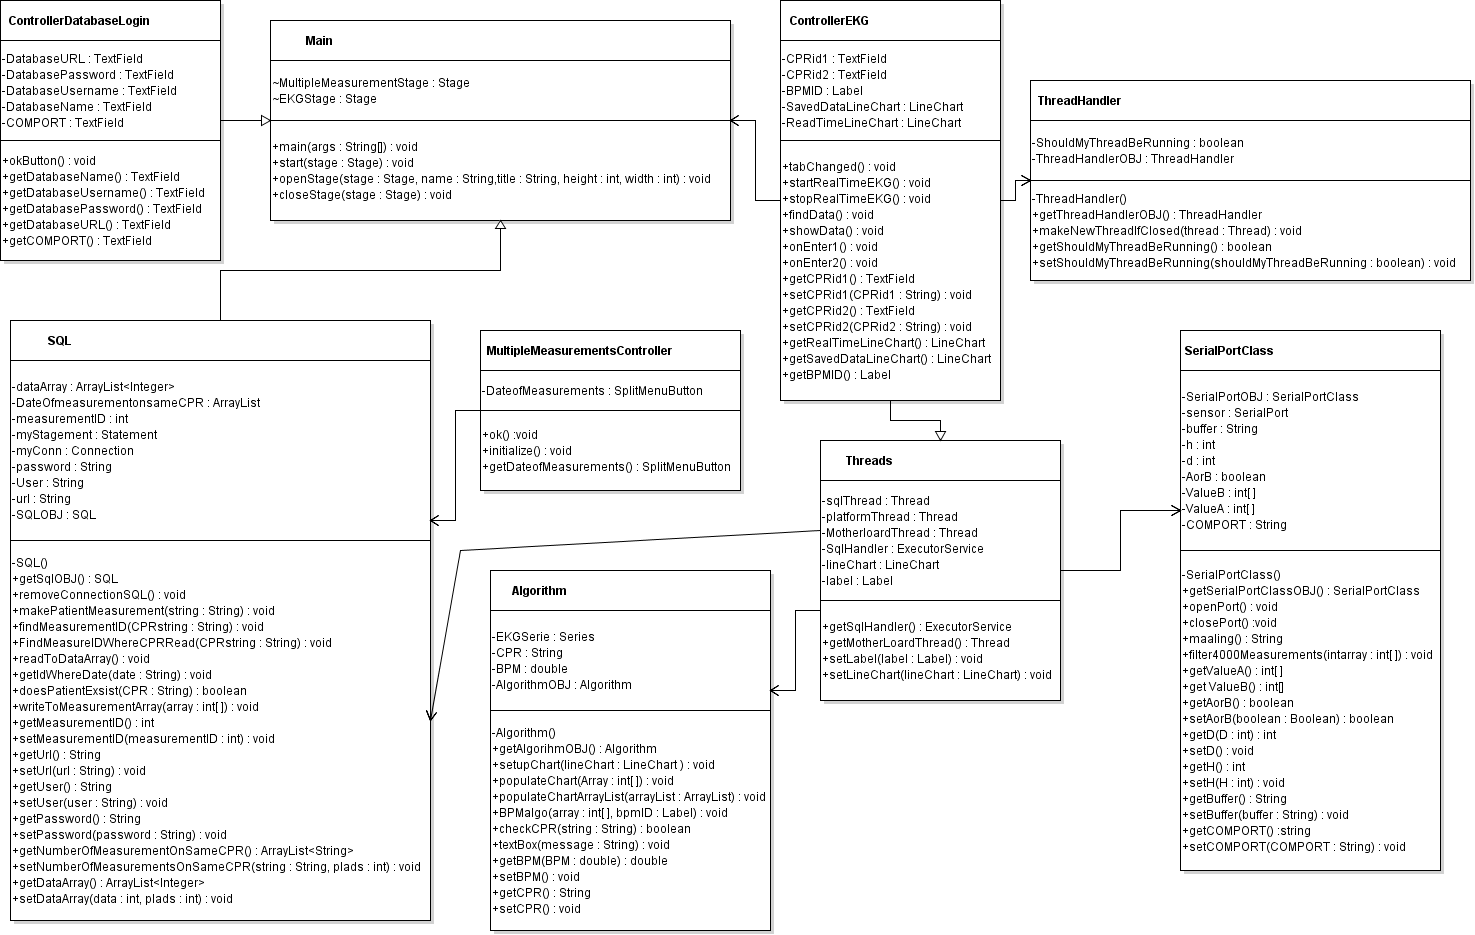 ControllerDatabaseLogin
-DatabaseURL : TextField
-DatabasePassword : TextField
-DatabaseUsername : TextField
-DatabaseName : TextField
-COMPORT : TextField
+okButton() : void
+getDatabaseName() : TextField
+getDatabaseUsername() : TextField
+getDatabasePassword() : TextField
+getDatabaseURL() : TextField
+getCOMPORT() : TextField
Main
~MultipleMeasurementStage : Stage
~EKGStage : Stage
+main(args : String[]) : void
+start(stage : Stage) : void
+openStage(stage : Stage, name : String,title : String, height : int, width : int) : void
+closeStage(stage : Stage) : void
ControllerEKG
-CPRid1 : TextField
-CPRid2 : TextField
-BPMID : Label
-SavedDataLineChart : LineChart
-ReadTimeLineChart : LineChart
+tabChanged() : void
+startRealTimeEKG() : void
+stopRealTimeEKG() : void
+findData() : void
+showData() : void
+onEnter1() : void
+onEnter2() : void
+getCPRid1() : TextField
+setCPRid1(CPRid1 : String) : void
+getCPRid2() : TextField
+setCPRid2(CPRid2 : String) : void
+getRealTimeLineChart() : LineChart
+getSavedDataLineChart() : LineChart
+getBPMID() : Label
ThreadHandler
-ShouldMyThreadBeRunning : boolean
-ThreadHandlerOBJ : ThreadHandler
-ThreadHandler()
+getThreadHandlerOBJ() : ThreadHandler
+makeNewThreadIfClosed(thread : Thread) : void
+getShouldMyThreadBeRunning() : boolean
+setShouldMyThreadBeRunning(shouldMyThreadBeRunning : boolean) : void
SQL
-dataArray : ArrayList<Integer>
-DateOfmeasurementonsameCPR : ArrayList
-measurementID : int
-myStagement : Statement
-myConn : Connection
-password : String
-User : String
-url : String
-SQLOBJ : SQL
-SQL()
+getSqlOBJ() : SQL
+removeConnectionSQL() : void
+makePatientMeasurement(string : String) : void
+findMeasurementID(CPRstring : String) : void
+FindMeasureIDWhereCPRRead(CPRstring : String) : void
+readToDataArray() : void
+getIdWhereDate(date : String) : void
+doesPatientExsist(CPR : String) : boolean
+writeToMeasurementArray(array : int[ ]) : void
+getMeasurementID() : int
+setMeasurementID(measurementID : int) : void
+getUrl() : String
+setUrl(url : String) : void
+getUser() : String
+setUser(user : String) : void
+getPassword() : String
+setPassword(password : String) : void
+getNumberOfMeasurementOnSameCPR() : ArrayList<String>
+setNumberOfMeasurementsOnSameCPR(string : String, plads : int) : void
+getDataArray() : ArrayList<Integer>
+setDataArray(data : int, plads : int) : void
MultipleMeasurementsController
-DateofMeasurements : SplitMenuButton
+ok() :void
+initialize() : void
+getDateofMeasurements() : SplitMenuButton
Threads
-sqlThread : Thread
-platformThread : Thread
-MotherloardThread : Thread
-SqlHandler : ExecutorService
-lineChart : LineChart
-label : Label
+getSqlHandler() : ExecutorService
+getMotherLoardThread() : Thread
+setLabel(label : Label) : void
+setLineChart(lineChart : LineChart) : void
Algorithm
-EKGSerie : Series
-CPR : String
-BPM : double
-AlgorithmOBJ : Algorithm
-Algorithm()
+getAlgorihmOBJ() : Algorithm
+setupChart(lineChart : LineChart ) : void
+populateChart(Array : int[ ]) : void
+populateChartArrayList(arrayList : ArrayList) : void
+BPMalgo(array : int[ ], bpmID : Label) : void
+checkCPR(string : String) : boolean
+textBox(message : String) : void
+getBPM(BPM : double) : double
+setBPM() : void
+getCPR() : String
+setCPR() : void
SerialPortClass
-SerialPortOBJ : SerialPortClass
-sensor : SerialPort
-buffer : String
-h : int
-d : int
-AorB : boolean
-ValueB : int[ ]
-ValueA : int[ ]
-COMPORT : String
-SerialPortClass()
+getSerialPortClassOBJ() : SerialPortClass
+openPort() : void
+closePort() :void
+maaling() : String
+filter4000Measurements(intarray : int[ ]) : void
+getValueA() : int[ ]
+get ValueB() : int[]
+getAorB() : boolean
+setAorB(boolean : Boolean) : boolean
+getD(D : int) : int
+setD() : void
+getH() : int
+setH(H : int) : void
+getBuffer() : String
+setBuffer(buffer : String) : void
+getCOMPORT() :string
+setCOMPORT(COMPORT : String) : void